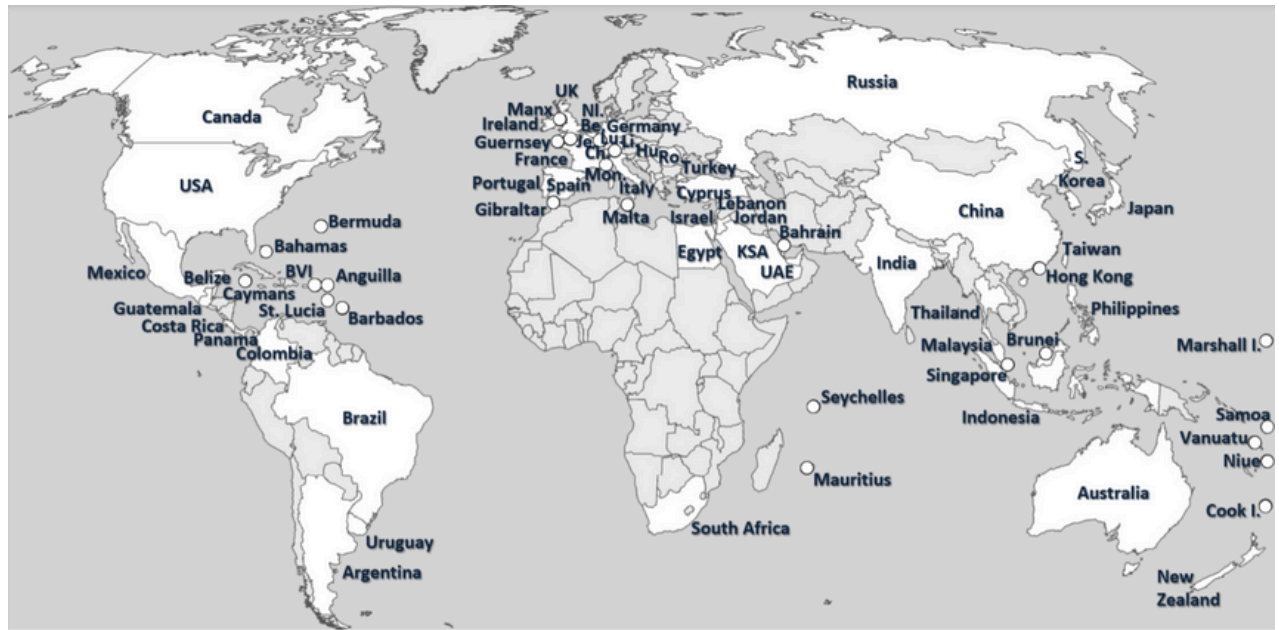 Canada
USA
Mexico
Bermuda
Bahamas
Belize
Caymans
BVI
Anguilla
St. Lucia
Barbados
Guatemala
Costa Rica
Panama
Colombia
Brazil
Uruguay
Argentina
UK
Manx
Ireland
Guernsey
Je.
Nl.
Be.
Germany
Lu.
Li.
Ch.
Hu.
Ro.
France
Mon.
Portugal
Spain
Italy
Gibraltar
Malta
Turkey
Cyprus
Lebanon
Israel
Jordan
Egypt
KSA
Bahrain
UAE
Russia
S.
Korea
Japan
China
Taiwan
Hong Kong
India
Thailand
Philippines
Malaysia
Brunei
Singapore
Indonesia
Marshall I.
Seychelles
Mauritius
South Africa
Samoa
Vanuatu
Niue
Cook I.
Australia
New
Zealand